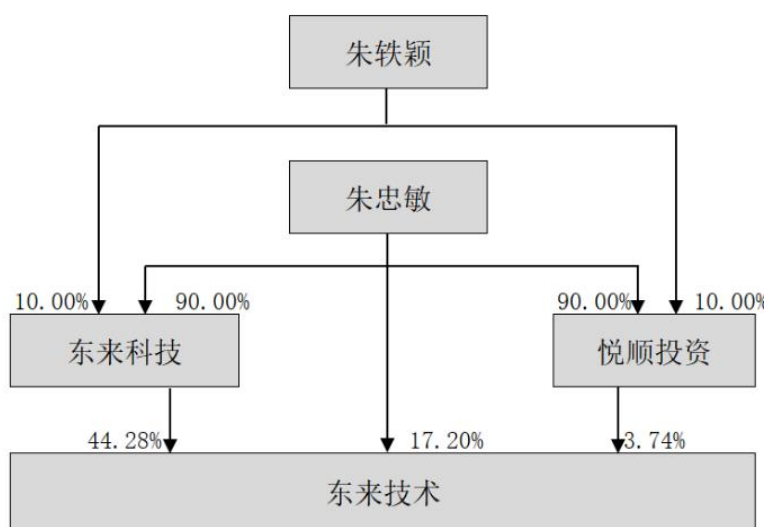 朱轶颖
朱忠敏
10.00% 90.00% 90.00% 10.00%
东来科技 悦顺投资
44.28% 17.20% 3.74%
东来技术